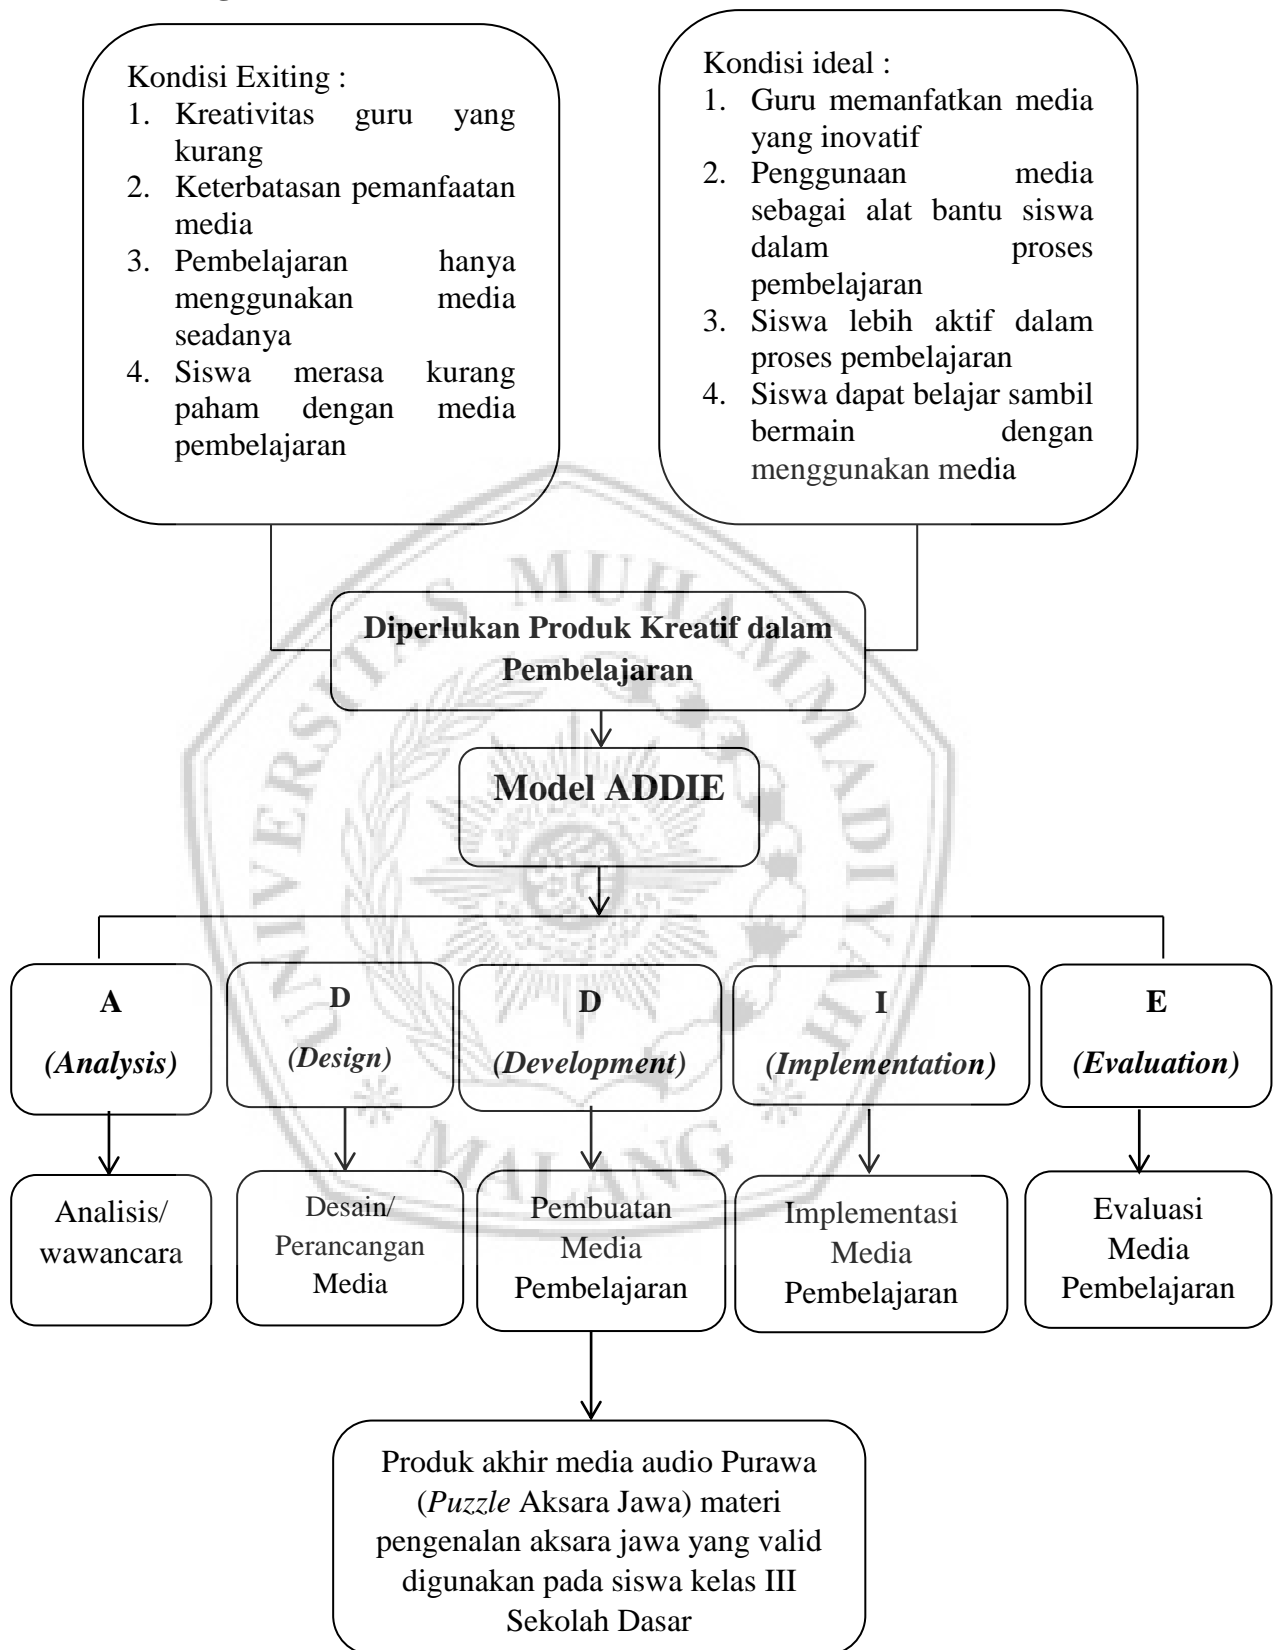 Kondisi Exiting :
1. Kreativitas guru yang
kurang
2. Keterbatasan pemanfaatan
media
3. Pembelajaran hanya
menggunakan media
seadanya
4. Siswa merasa kurang
paham dengan media
pembelajaran
Kondisi ideal :
1. Guru memanfatkan media
yang inovatif
2. Penggunaan media
sebagai alat bantu siswa
dalam proses
pembelajaran
3. Siswa lebih aktif dalam
proses pembelajaran
4. Siswa dapat belajar sambil
bermain dengan
menggunakan media
UNIVERSITAS MUHAMMADIYAH
MALANG
Diperlukan Produk Kreatif dalam
Pembelajaran
Model ADDIE
A
(Analysis)
D
(Design)
D
(Development)
I
(Implementation)
E
(Evaluation)
Analisis/
wawancara
Desain/
Perancangan
Media
Pembuatan
Media
Pembelajaran
Implementasi
Media
Pembelajaran
Evaluasi
Media
Pembelajaran
Produk akhir media audio Purawa
(Puzzle Aksara Jawa) materi
pengenalan aksara jawa yang valid
digunakan pada siswa kelas III
Sekolah Dasar